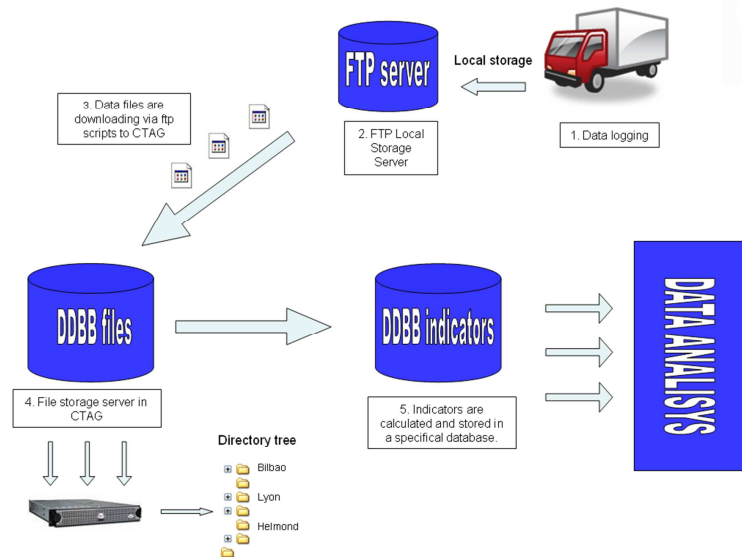 FTP server
Local storage
1. Data logging
2. FTP Local
Storage
Server
3. Data files are
downloading via ftp
scripts to CTAG
DDBB files
4. File storage server in
CTAG
DDBB indicators
5. Indicators are
calculated and stored in
a specifical database.
DATA ANALISYS
Directory tree
Bilbao
Lyon
Helmond